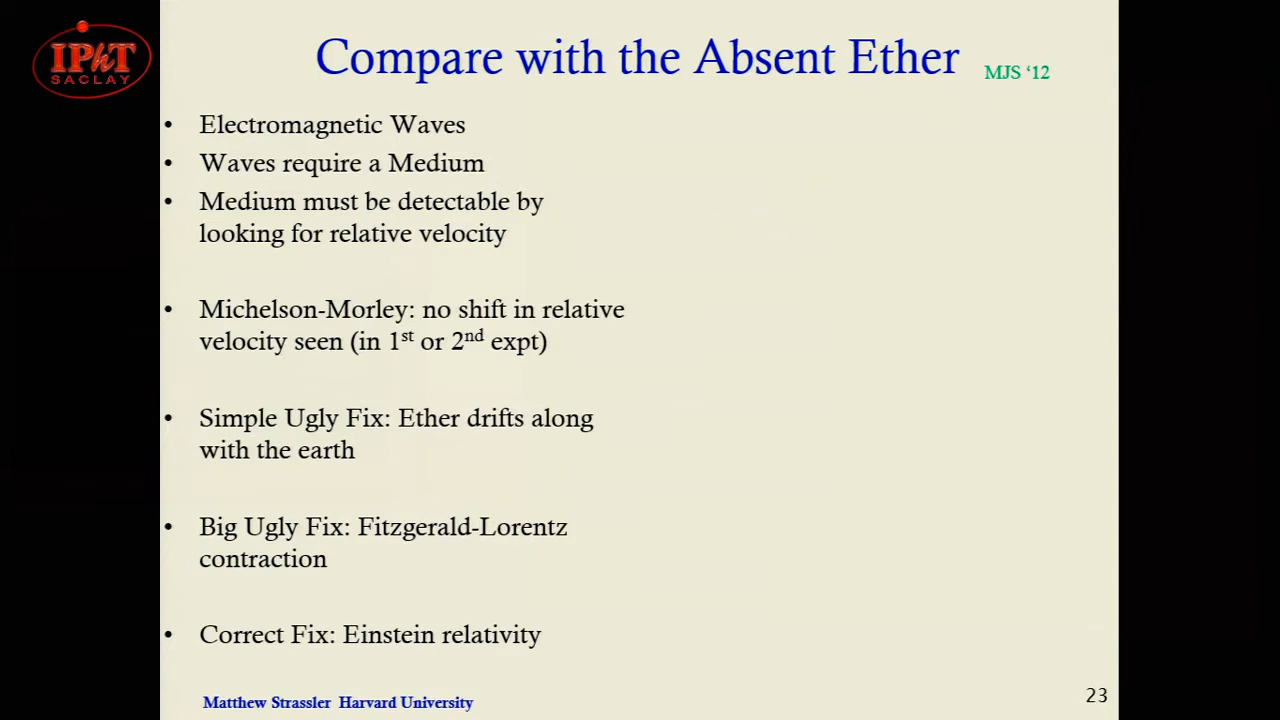 IPhT
SACLAY
Compare with the Absent Ether
MJS ‘12
• Electromagnetic Waves
• Waves require a Medium
• Medium must be detectable by
looking for relative velocity
• Michelson-Morley: no shift in relative
velocity seen (in 1st or 2nd expt)
• Simple Ugly Fix: Ether drifts along
with the earth
• Big Ugly Fix: Fitzgerald-Lorentz
contraction
• Correct Fix: Einstein relativity
Matthew Strassler Harvard University
23